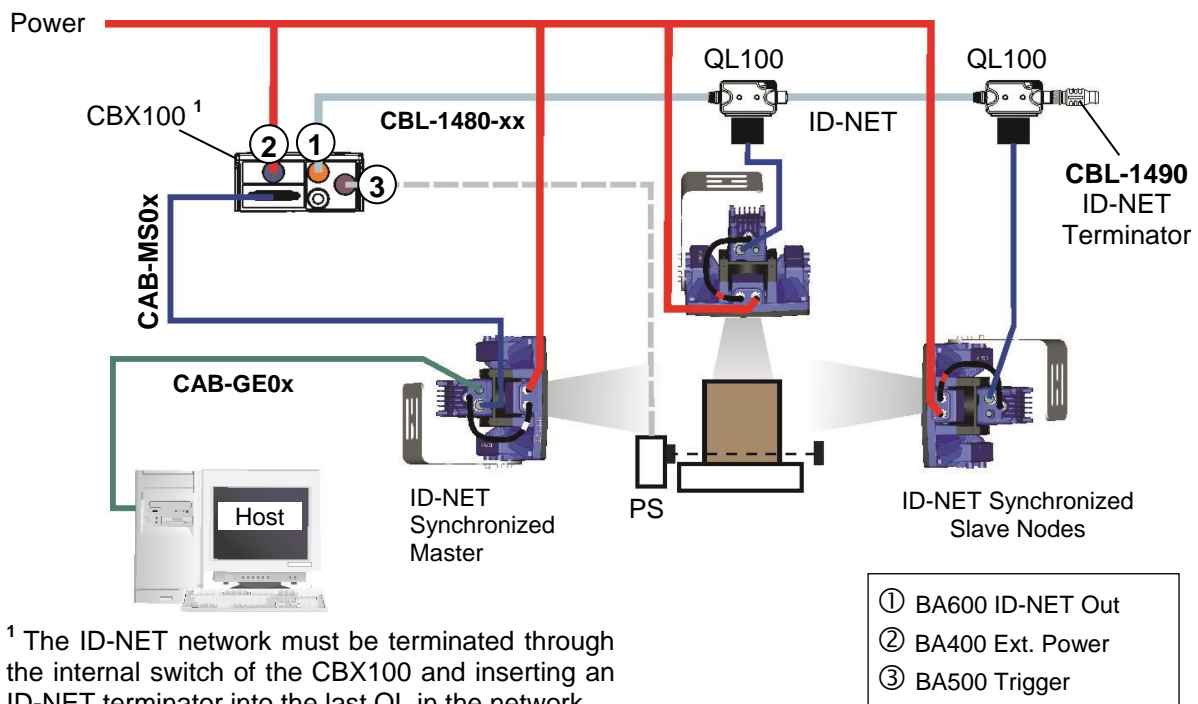 Power
QL100
QL100
CBX100 ¹
2
1
3
CBL-1480-xx
ID-NET
CBL-1490
ID-NET
Terminator
CAB-MS0x
CAB-GE0x
Host
ID-NET
Synchronized
Master
PS
ID-NET Synchronized
Slave Nodes
① BA600 ID-NET Out
② BA400 Ext. Power
③ BA500 Trigger
¹ The ID-NET network must be terminated through
the internal switch of the CBX100 and inserting an
ID-NET terminator into the last QL in the network